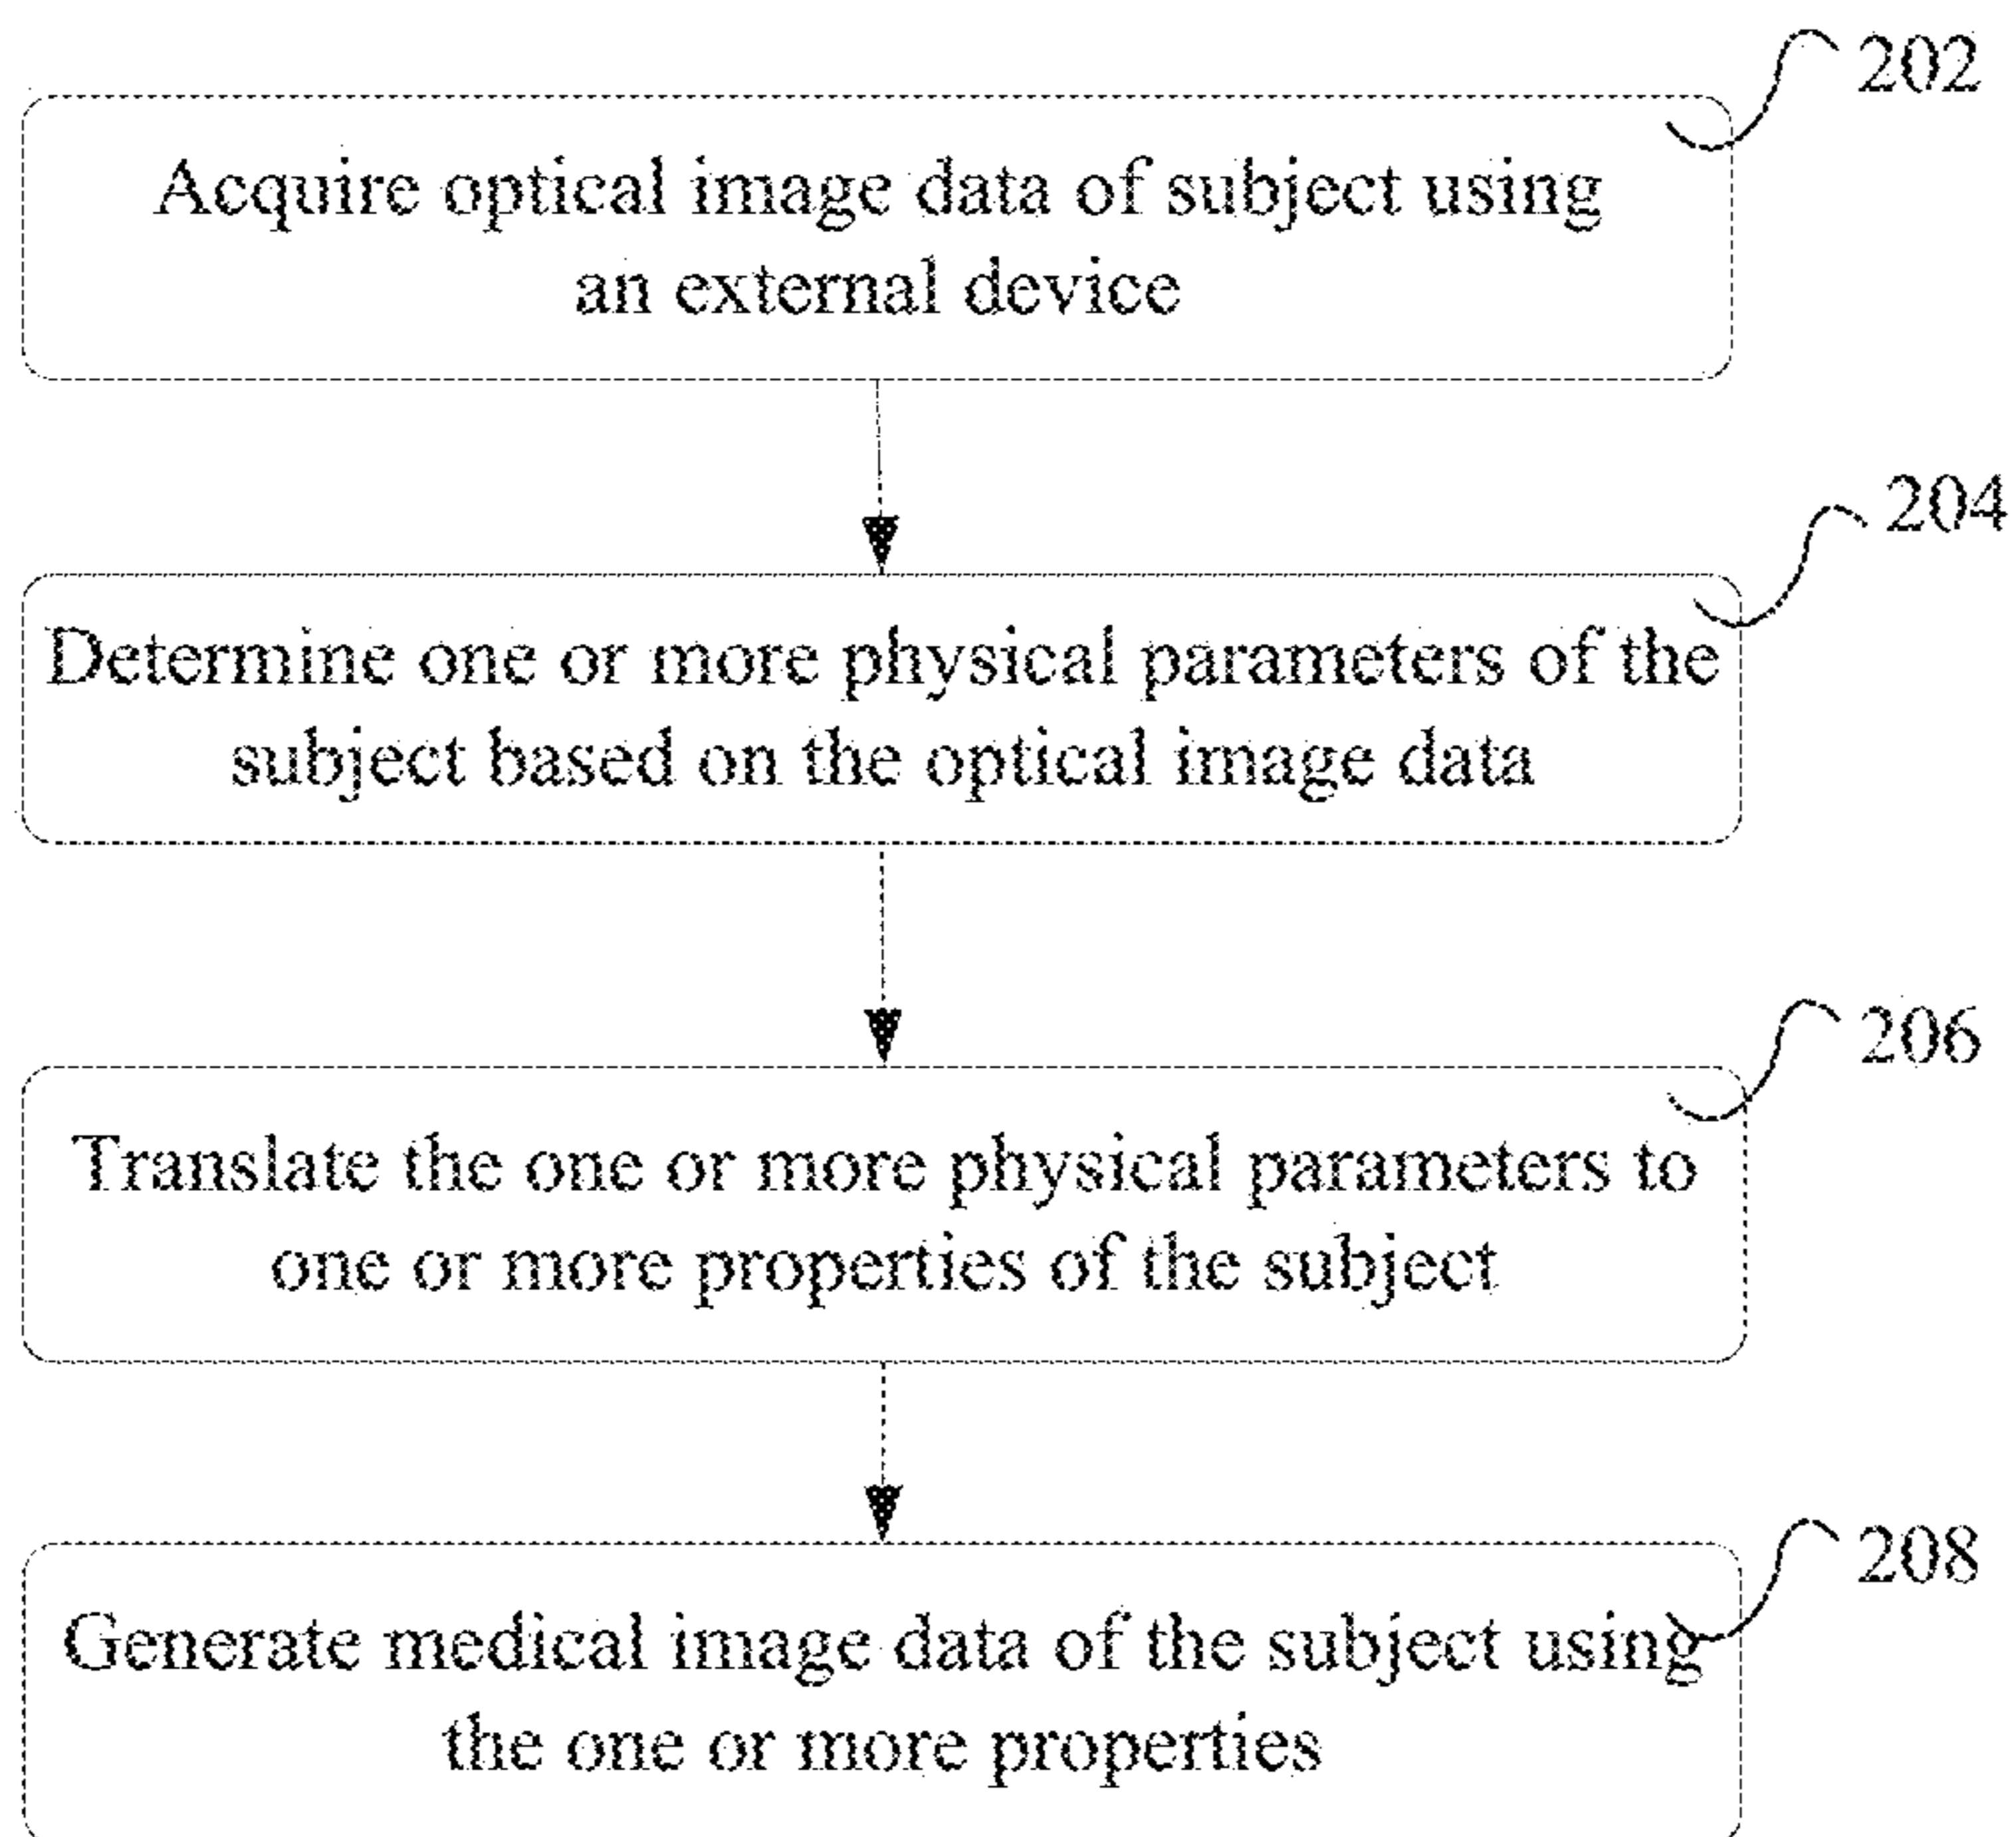 202
Acquire optical image data of subject using
an external device
204
Determine one or more physical parameters of the
subject based on the optical image data
206
Translate the one or more physical parameters to
one or more properties of the subject
208
Generate medical image data of the subject using
the one or more properties